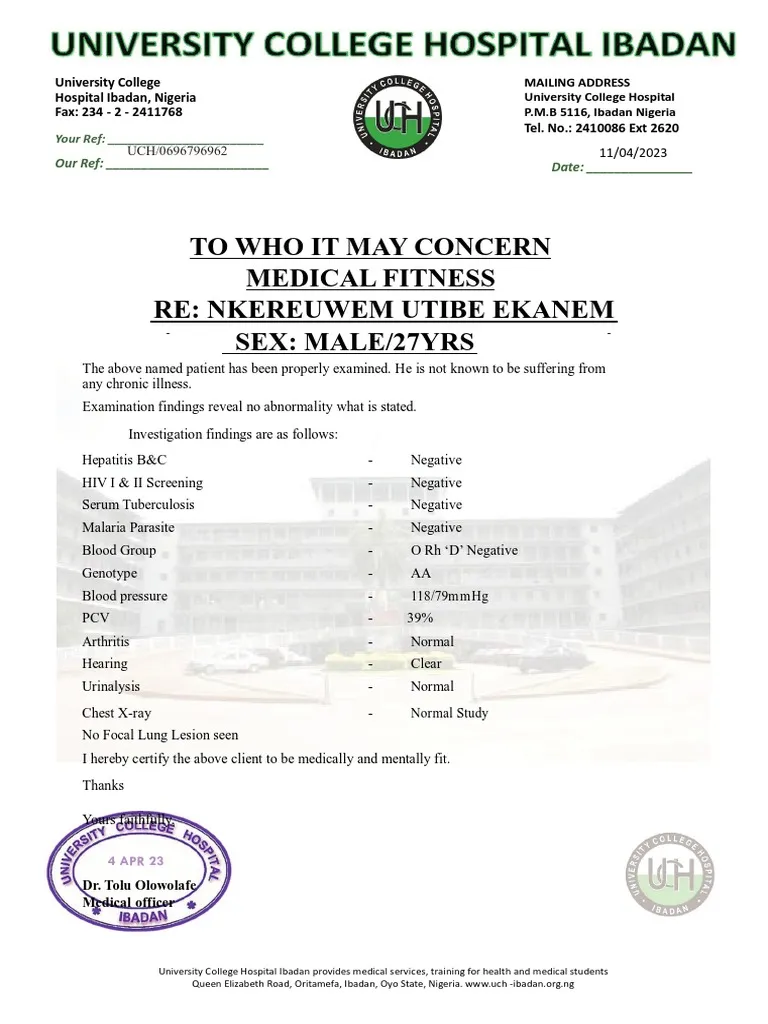 UNIVERSITY COLLEGE HOSPITAL IBADAN
University College
Hospital Ibadan, Nigeria
Fax: 234 - 2 - 2411768
Your Ref: ______________________
UCH/0696796962
Our Ref: ______________________
UNIVERSITY COLLEGE HOSPITAL
UCH
• IBADAN •
MAILING ADDRESS
University College Hospital
P.M.B 5116, Ibadan Nigeria
Tel. No.: 2410086 Ext 2620
11/04/2023
Date: _______________
TO WHO IT MAY CONCERN
MEDICAL FITNESS
RE: NKEREUWEM UTIBE EKANEM
- SEX: MALE/27YRS -
The above named patient has been properly examined. He is not known to be suffering from
any chronic illness.
Examination findings reveal no abnormality what is stated.
Investigation findings are as follows:
Hepatitis B&C - Negative
HIV I & II Screening - Negative
Serum Tuberculosis - Negative
Malaria Parasite - Negative
Blood Group - O Rh ‘D’ Negative
Genotype - AA
Blood pressure - 118/79mmHg
PCV - 39%
Arthritis - Normal
Hearing - Clear
Urinalysis - Normal
Chest X-ray - Normal Study
No Focal Lung Lesion seen
I hereby certify the above client to be medically and mentally fit.
Thanks
Yours faithfully,
UNIVERSITY COLLEGE HOSPITAL
4 APR 23
Dr. Tolu Olowolafe
Medical officer
* IBADAN *
UNIVERSITY COLLEGE HOSPITAL
UCH
• IBADAN •
University College Hospital Ibadan provides medical services, training for health and medical students
Queen Elizabeth Road, Oritamefa, Ibadan, Oyo State, Nigeria. www.uch -ibadan.org.ng